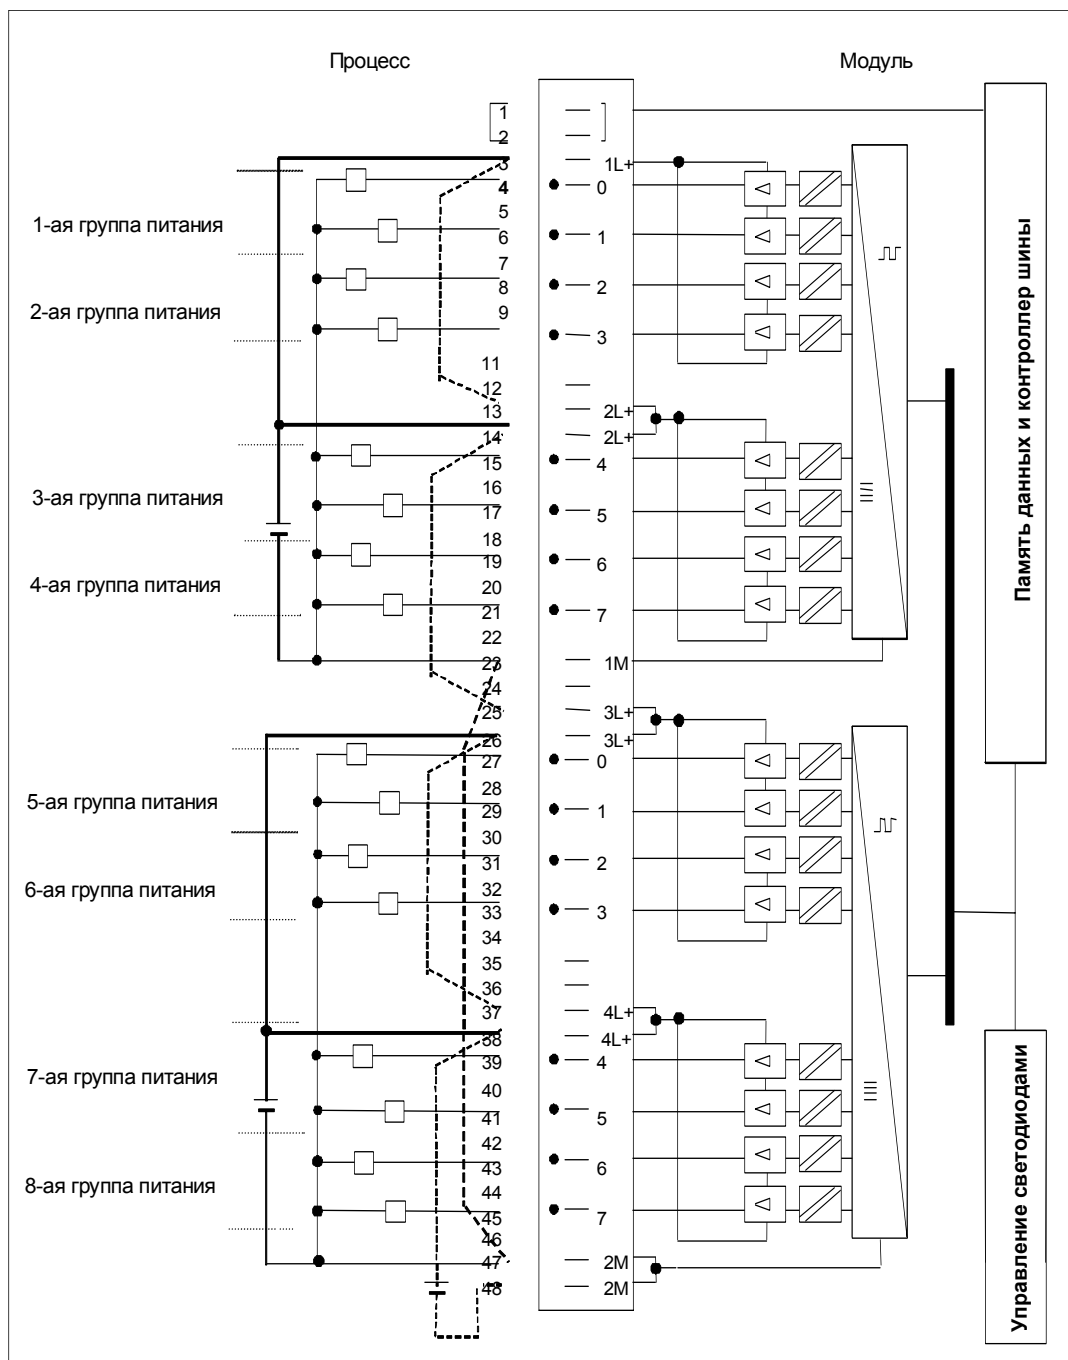 Процесс
Модуль
1-ая группа питания
2-ая группа питания
3-ая группа питания
4-ая группа питания
5-ая группа питания
6-ая группа питания
7-ая группа питания
8-ая группа питания
1
2
3
4
5
6
7
8
9
11
12
13
14
15
16
17
18
19
20
21
22
23
24
25
26
27
28
29
30
31
32
33
34
35
36
37
38
39
40
41
42
43
44
45
46
47
48
1L+
0
1
2
3
2L+
2L+
4
5
6
7
1M
3L+
3L+
0
1
2
3
4L+
4L+
4
5
6
7
2M
2M
Память данных и контроллер шины
Управление светодиодами